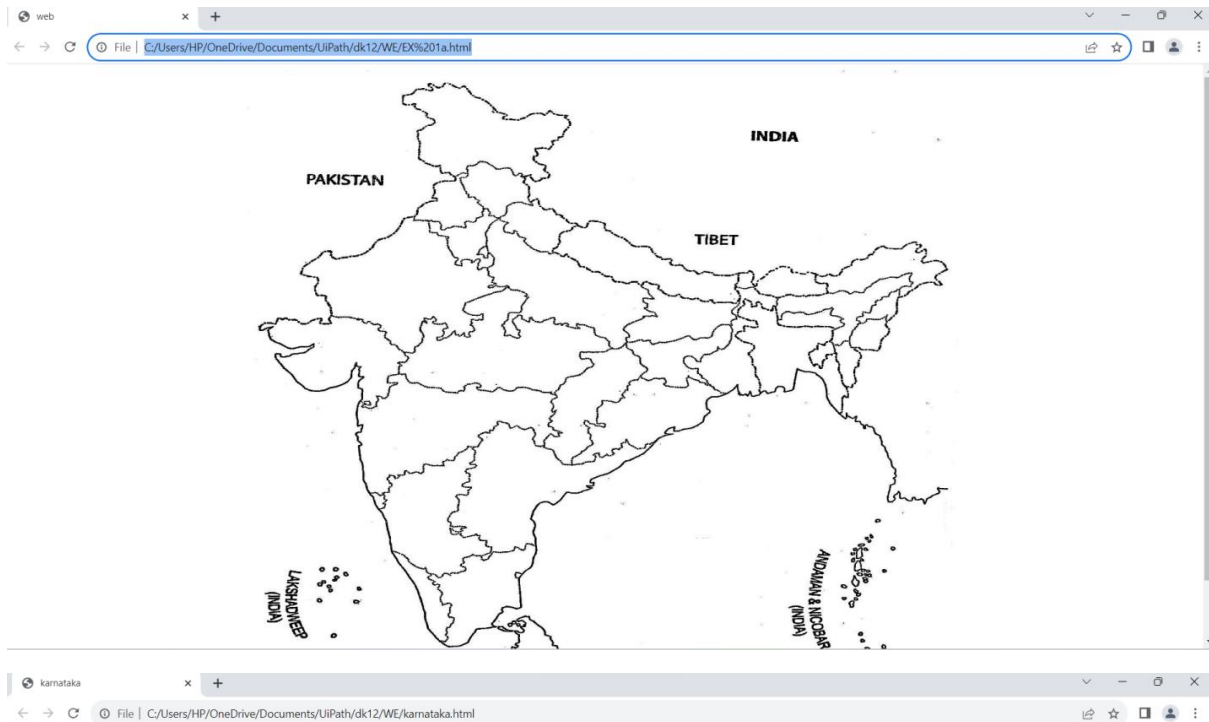 web
File | C:/Users/HP/OneDrive/Documents/UiPath/dk12/WE/EX%201a.html
INDIA
PAKISTAN
TIBET
LAKSHADWEEP
(INDIA)
ANDAMAN & NICOBAR
(INDIA)
karnataka
File | C:/Users/HP/OneDrive/Documents/UiPath/dk12/WE/karnataka.html